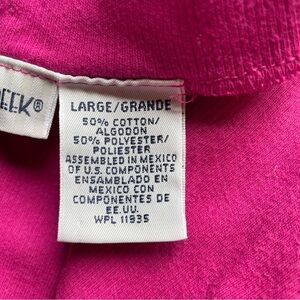 EEK®
LARGE/GRANDE
50% COTTON/
ALGODON
50% POLYESTER/
POLIESTER
ASSEMBLED IN MEXICO
OF U.S. COMPONENTS
ENSAMBLADO EN
MEXICO CON
COMPONENTES DE
EE.UU.
WPL 11935